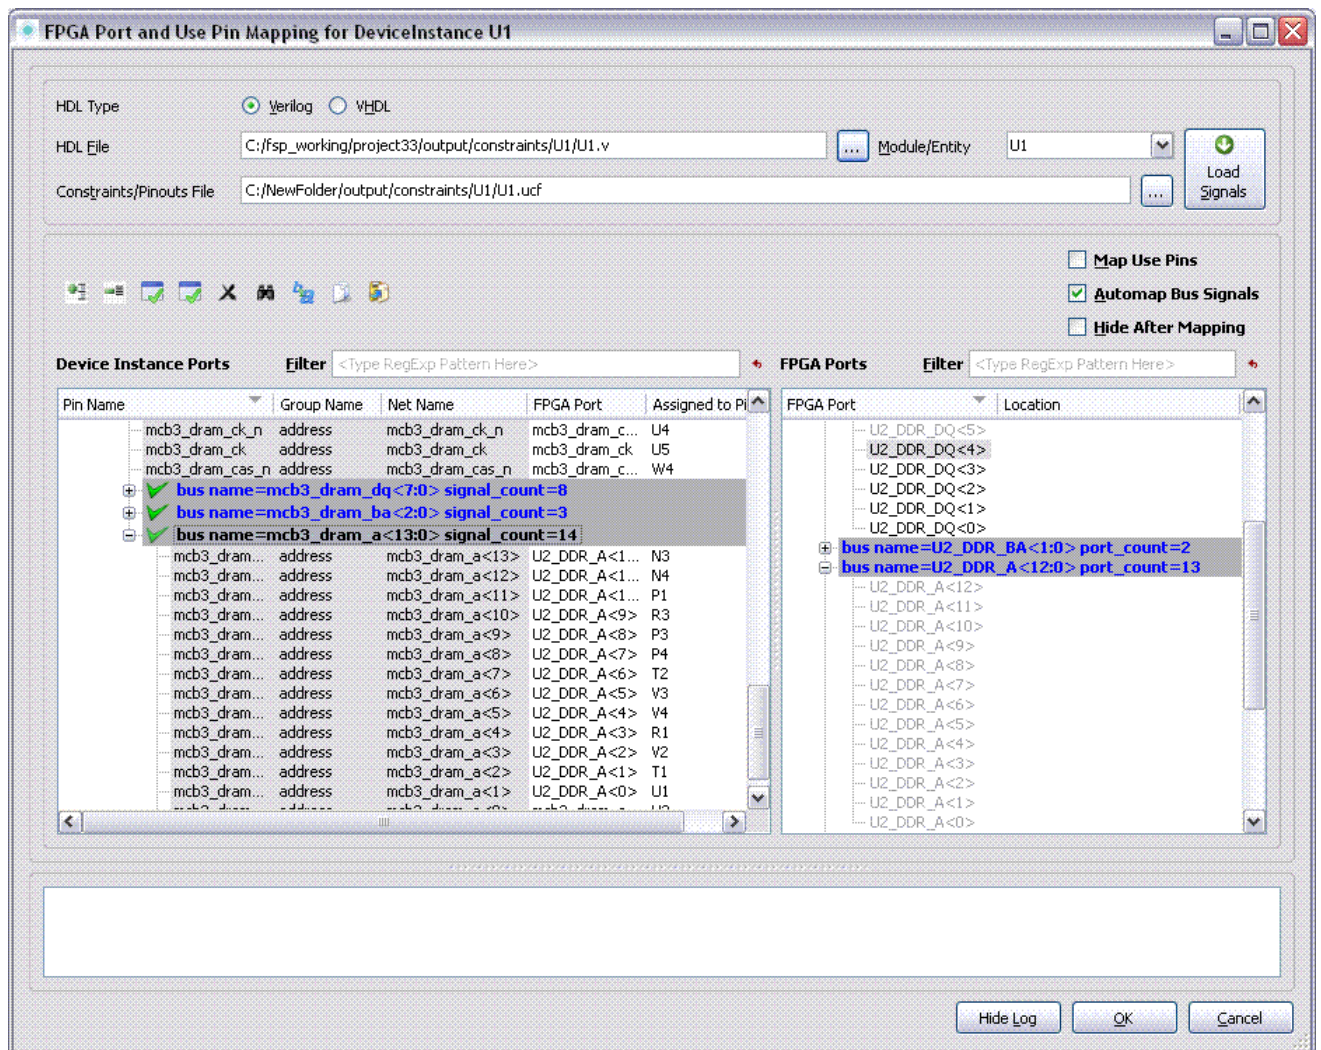 FPGA Port and Use Pin Mapping for DeviceInstance U1
HDL Type Verilog VHDL
HDL File C:/fsp_working/project33/output/constraints/U1/U1.v ... Module/Entity U1
Load Signals
Constraints/Pinouts File C:/NewFolder/output/constraints/U1/U1.ucf ...
Map Use Pins
Automap Bus Signals
Hide After Mapping
Device Instance Ports Filter <Type RegExp Pattern Here>
FPGA Ports Filter <Type RegExp Pattern Here>
Pin Name Group Name Net Name FPGA Port Assigned to Pi
mcb3_dram_ck_n address mcb3_dram_ck_n mcb3_dram_c... U4
mcb3_dram_ck address mcb3_dram_ck mcb3_dram_ck U5
mcb3_dram_cas_n address mcb3_dram_cas_n mcb3_dram_c... W4
bus name=mcb3_dram_dq<7:0> signal_count=8
bus name=mcb3_dram_ba<2:0> signal_count=3
bus name=mcb3_dram_a<13:0> signal_count=14
mcb3_dram... address mcb3_dram_a<13> U2_DDR_A<1... N3
mcb3_dram... address mcb3_dram_a<12> U2_DDR_A<1... N4
mcb3_dram... address mcb3_dram_a<11> U2_DDR_A<1... P1
mcb3_dram... address mcb3_dram_a<10> U2_DDR_A<9> R3
mcb3_dram... address mcb3_dram_a<9> U2_DDR_A<8> P3
mcb3_dram... address mcb3_dram_a<8> U2_DDR_A<7> P4
mcb3_dram... address mcb3_dram_a<7> U2_DDR_A<6> T2
mcb3_dram... address mcb3_dram_a<6> U2_DDR_A<5> V3
mcb3_dram... address mcb3_dram_a<5> U2_DDR_A<4> V4
mcb3_dram... address mcb3_dram_a<4> U2_DDR_A<3> R1
mcb3_dram... address mcb3_dram_a<3> U2_DDR_A<2> V2
mcb3_dram... address mcb3_dram_a<2> U2_DDR_A<1> T1
mcb3_dram... address mcb3_dram_a<1> U2_DDR_A<0> U1
FPGA Port Location
U2_DDR_DQ<5>
U2_DDR_DQ<4>
U2_DDR_DQ<3>
U2_DDR_DQ<2>
U2_DDR_DQ<1>
U2_DDR_DQ<0>
bus name=U2_DDR_BA<1:0> port_count=2
bus name=U2_DDR_A<12:0> port_count=13
U2_DDR_A<12>
U2_DDR_A<11>
U2_DDR_A<10>
U2_DDR_A<9>
U2_DDR_A<8>
U2_DDR_A<7>
U2_DDR_A<6>
U2_DDR_A<5>
U2_DDR_A<4>
U2_DDR_A<3>
U2_DDR_A<2>
U2_DDR_A<1>
U2_DDR_A<0>
Hide Log OK Cancel